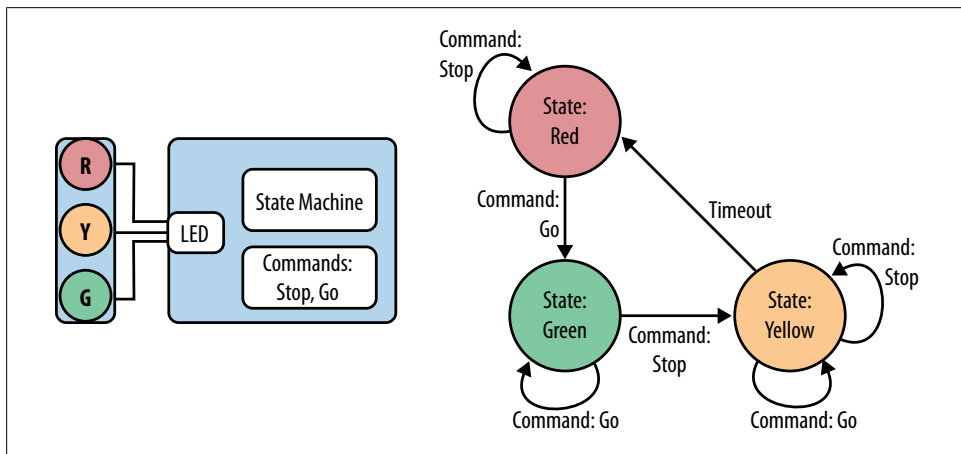 R
Y
G
LED
State Machine
Commands:
Stop, Go
Command:
Stop
State:
Red
Command:
Go
Timeout
State:
Green
Command:
Stop
State:
Yellow
Command:
Stop
Command: Go
Command: Go